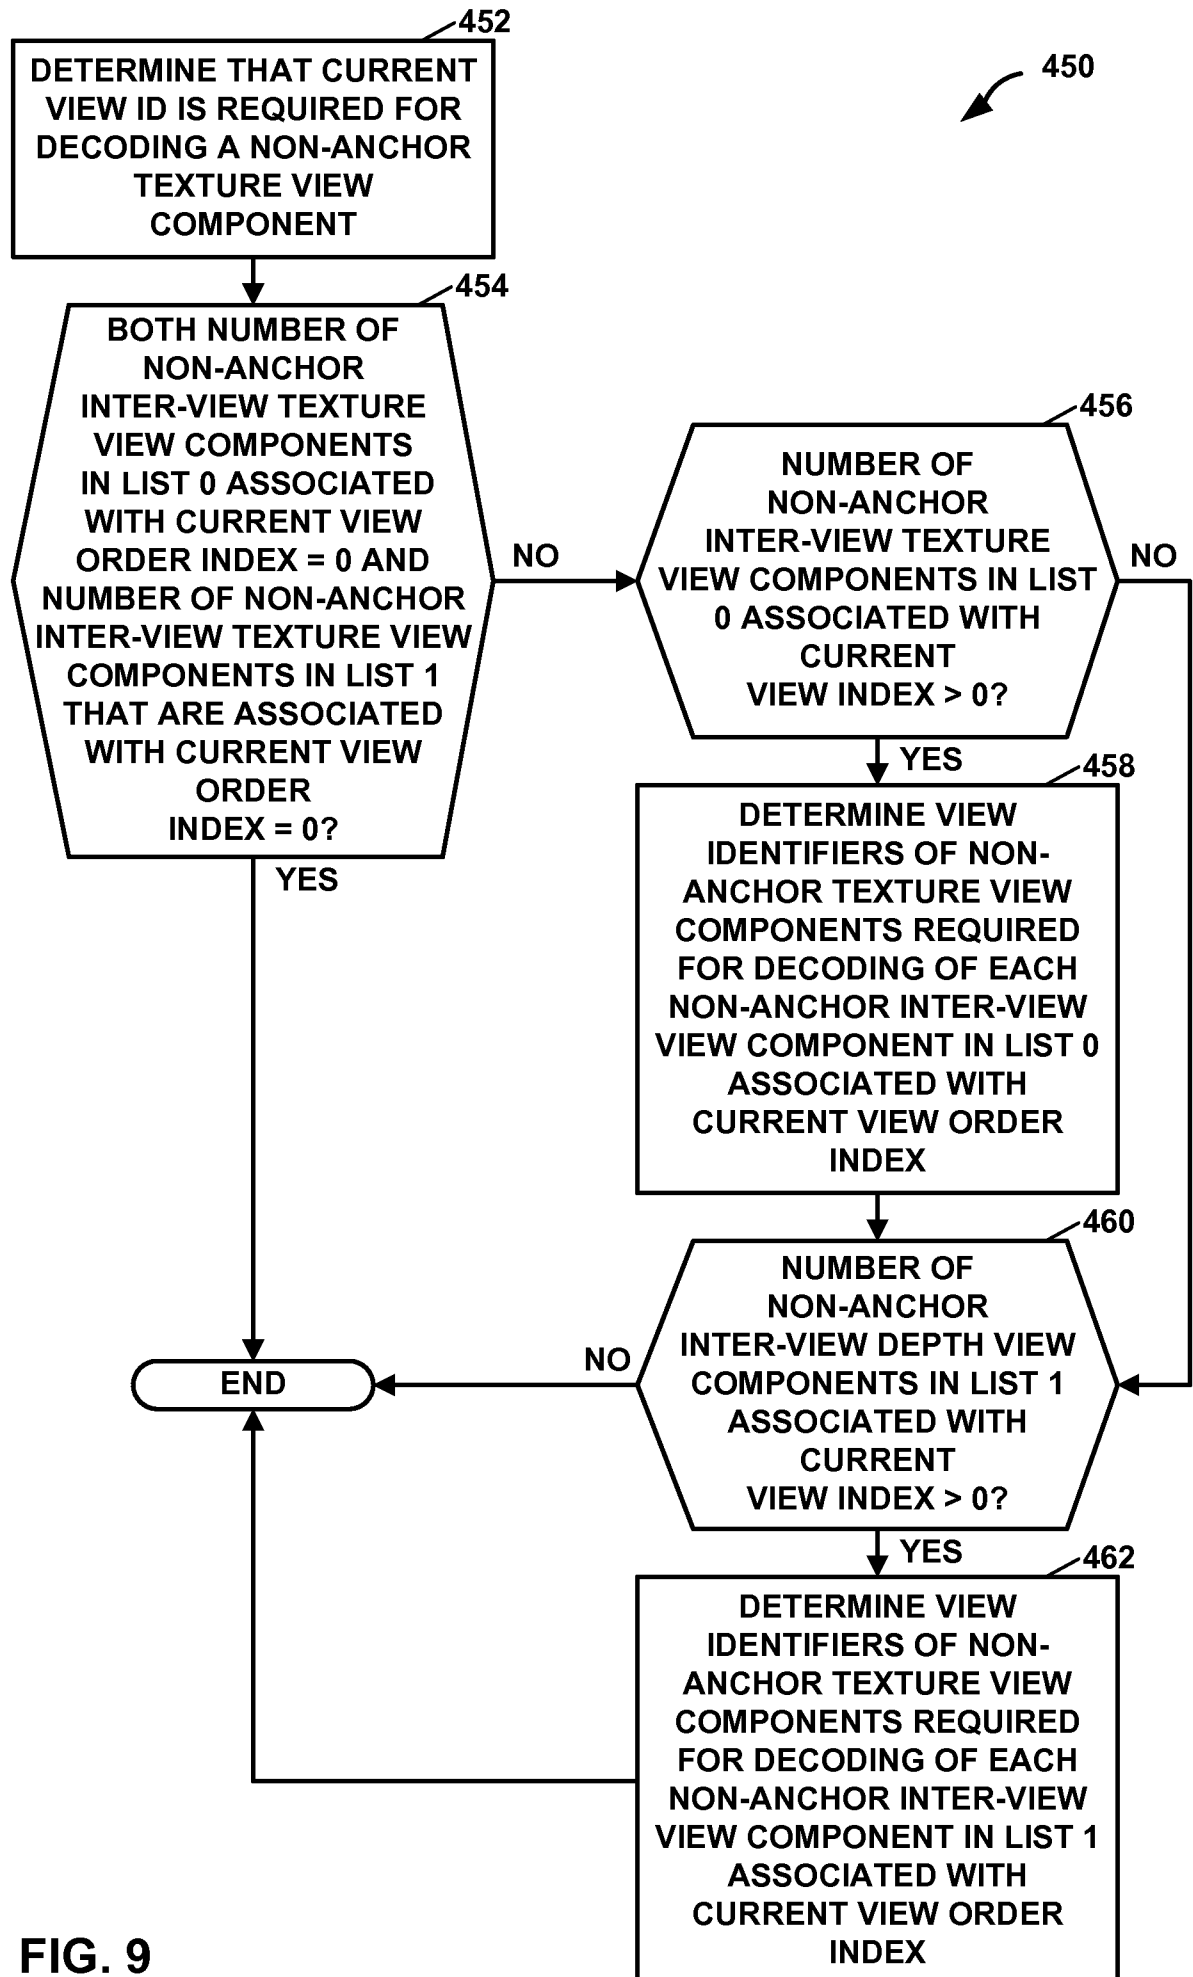 452
DETERMINE THAT CURRENT
VIEW ID IS REQUIRED FOR
DECODING A NON-ANCHOR
TEXTURE VIEW
COMPONENT
450
454
BOTH NUMBER OF
NON-ANCHOR
INTER-VIEW TEXTURE
VIEW COMPONENTS
IN LIST 0 ASSOCIATED
WITH CURRENT VIEW
ORDER INDEX = 0 AND
NUMBER OF NON-ANCHOR
INTER-VIEW TEXTURE VIEW
COMPONENTS IN LIST 1
THAT ARE ASSOCIATED
WITH CURRENT VIEW
ORDER
INDEX = 0?
NO
YES
456
NUMBER OF
NON-ANCHOR
INTER-VIEW TEXTURE
VIEW COMPONENTS IN LIST
0 ASSOCIATED WITH
CURRENT
VIEW INDEX > 0?
NO
YES
458
DETERMINE VIEW
IDENTIFIERS OF NON-
ANCHOR TEXTURE VIEW
COMPONENTS REQUIRED
FOR DECODING OF EACH
NON-ANCHOR INTER-VIEW
VIEW COMPONENT IN LIST 0
ASSOCIATED WITH
CURRENT VIEW ORDER
INDEX
460
NUMBER OF
NON-ANCHOR
INTER-VIEW DEPTH VIEW
COMPONENTS IN LIST 1
ASSOCIATED WITH
CURRENT
VIEW INDEX > 0?
NO
END
YES
462
DETERMINE VIEW
IDENTIFIERS OF NON-
ANCHOR TEXTURE VIEW
COMPONENTS REQUIRED
FOR DECODING OF EACH
NON-ANCHOR INTER-VIEW
VIEW COMPONENT IN LIST 1
ASSOCIATED WITH
CURRENT VIEW ORDER
INDEX
FIG. 9